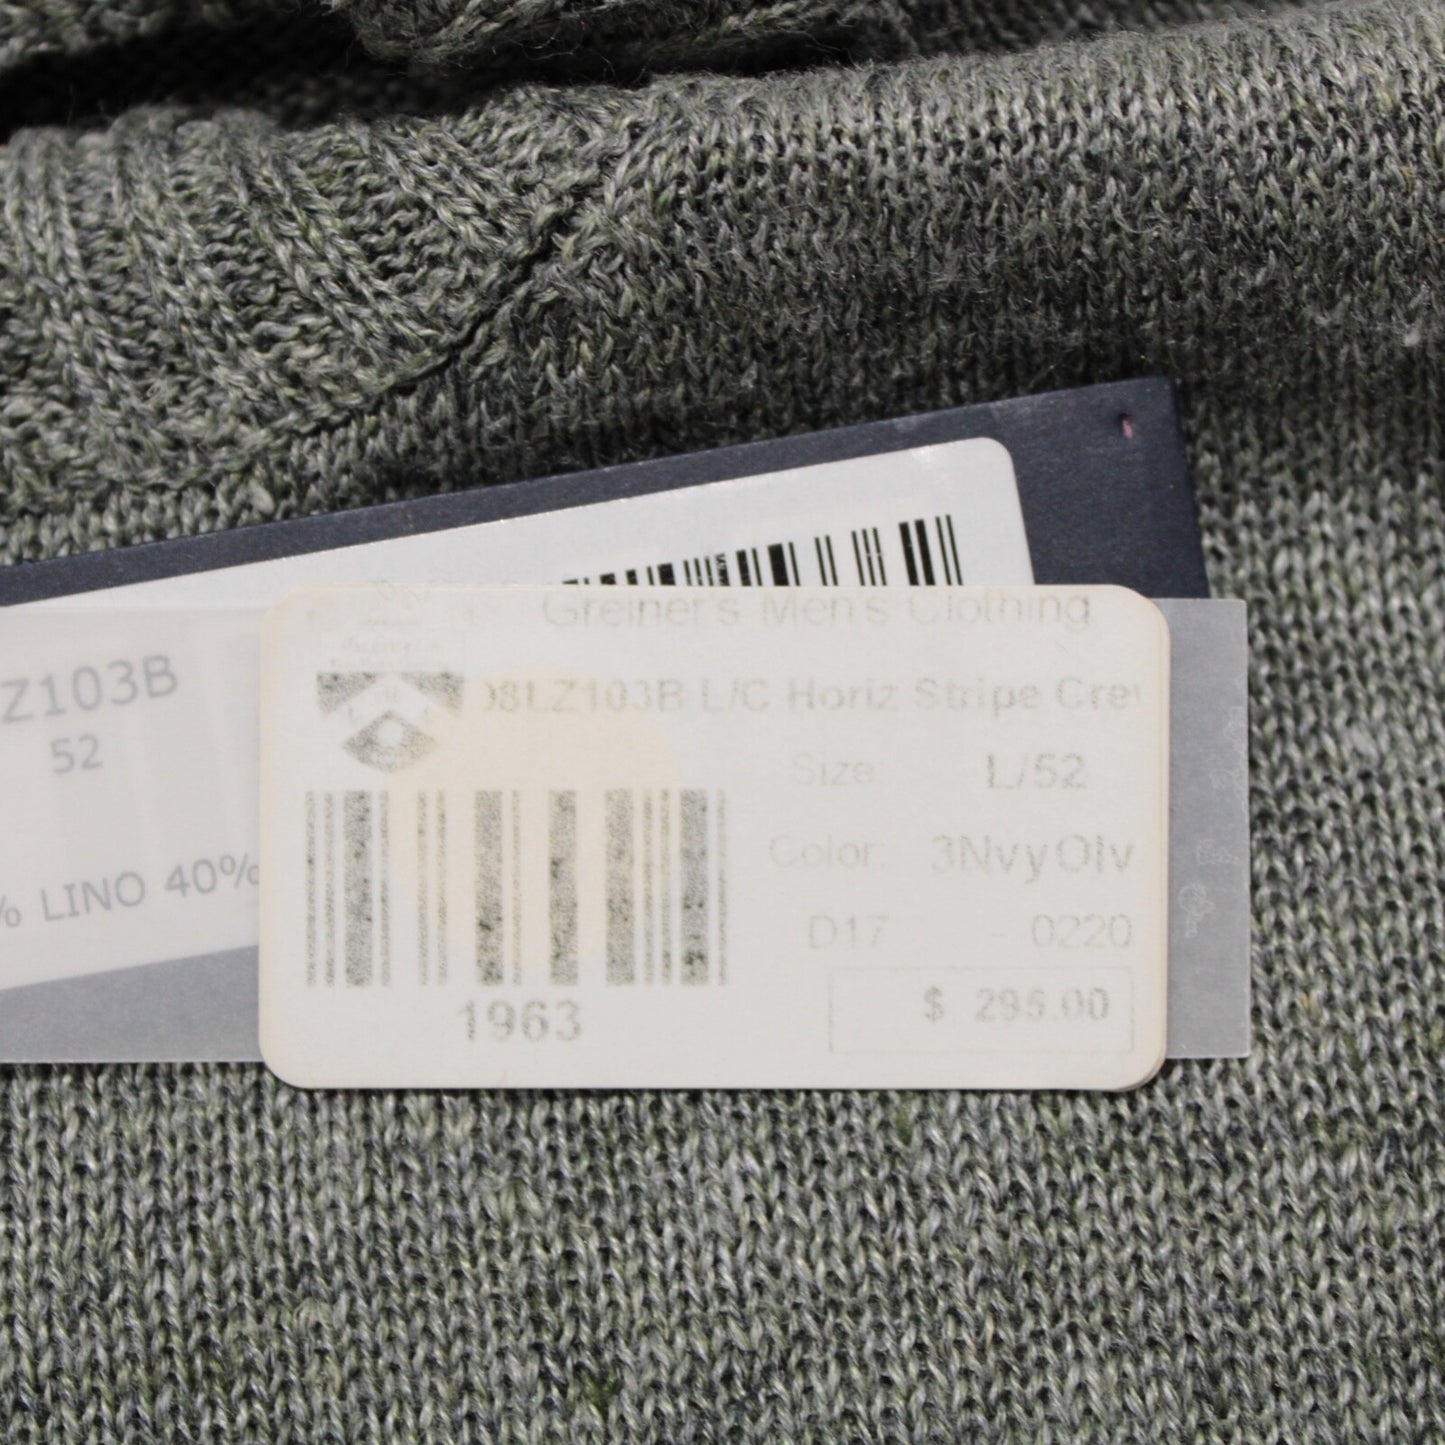 Greiner's Men's Clothing
08LZ103B L/C Horiz Stripe Crew
Size: L/52
Color: 3NvyOlv
D17 - 0220
1963
$ 295.00
Z103B
52
% LINO 40%